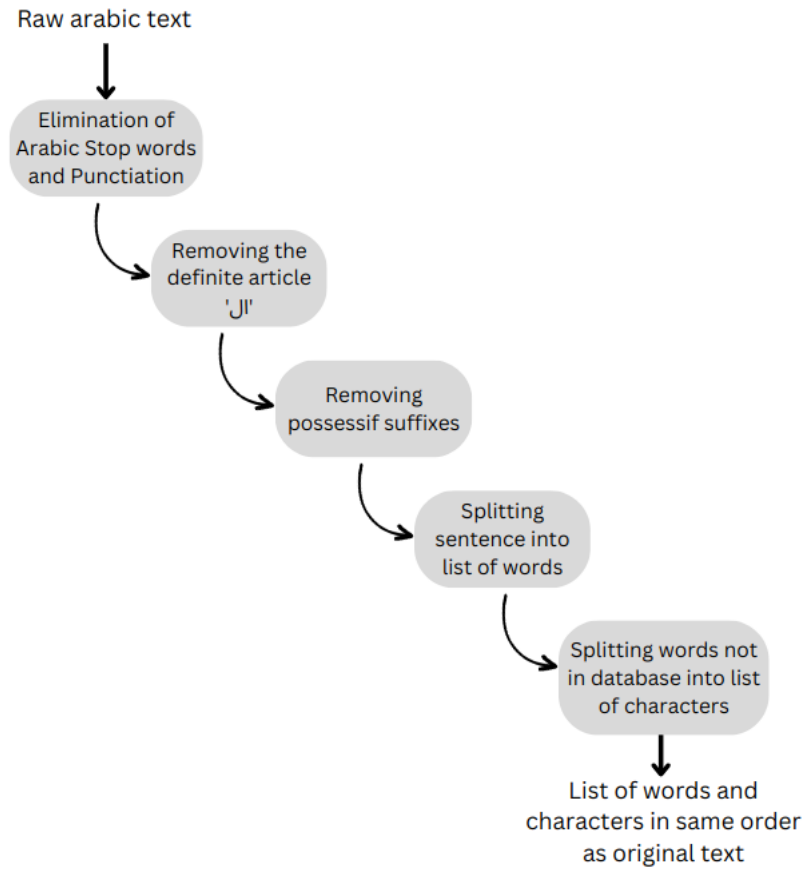 Raw arabic text
Elimination of
Arabic Stop words
and Punctiation
Removing the
definite article
'ال'
Removing
possessif suffixes
Splitting
sentence into
list of words
Splitting words not
in database into list
of characters
List of words and
characters in same order
as original text